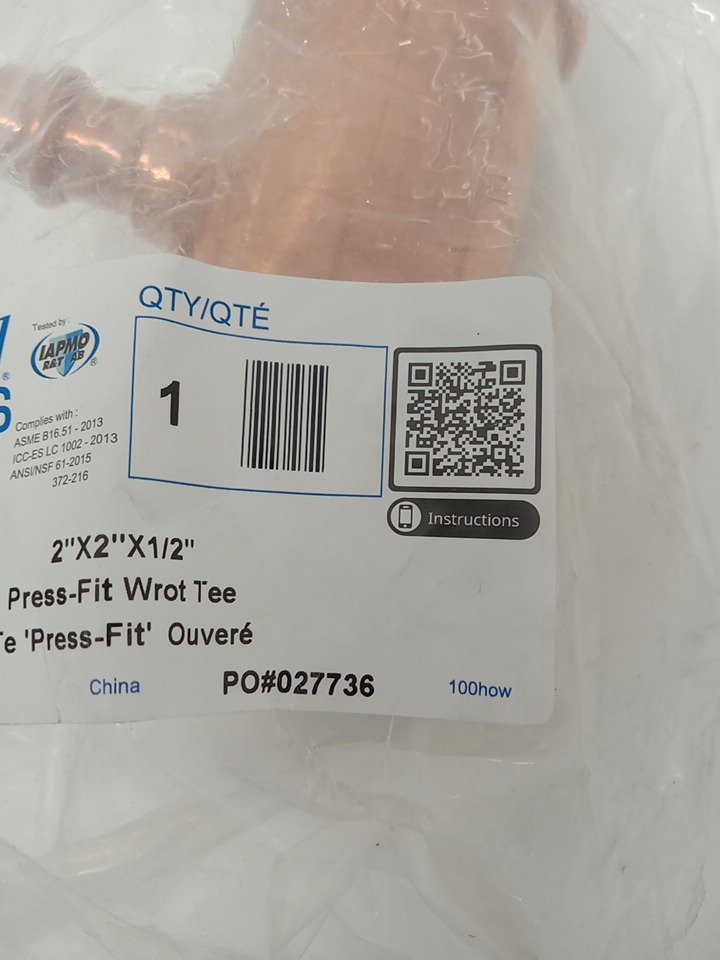 QTY/QTÉ
Tested by :
IAPMO
R&T LAB
®
®
S
1
Complies with :
ASME B16.51 - 2013
ICC-ES LC 1002 - 2013
ANSI/NSF 61-2015
372-216
Instructions
2"X2"X1/2"
Press-Fit Wrot Tee
Te 'Press-Fit' Ouveré
China
PO#027736
100how